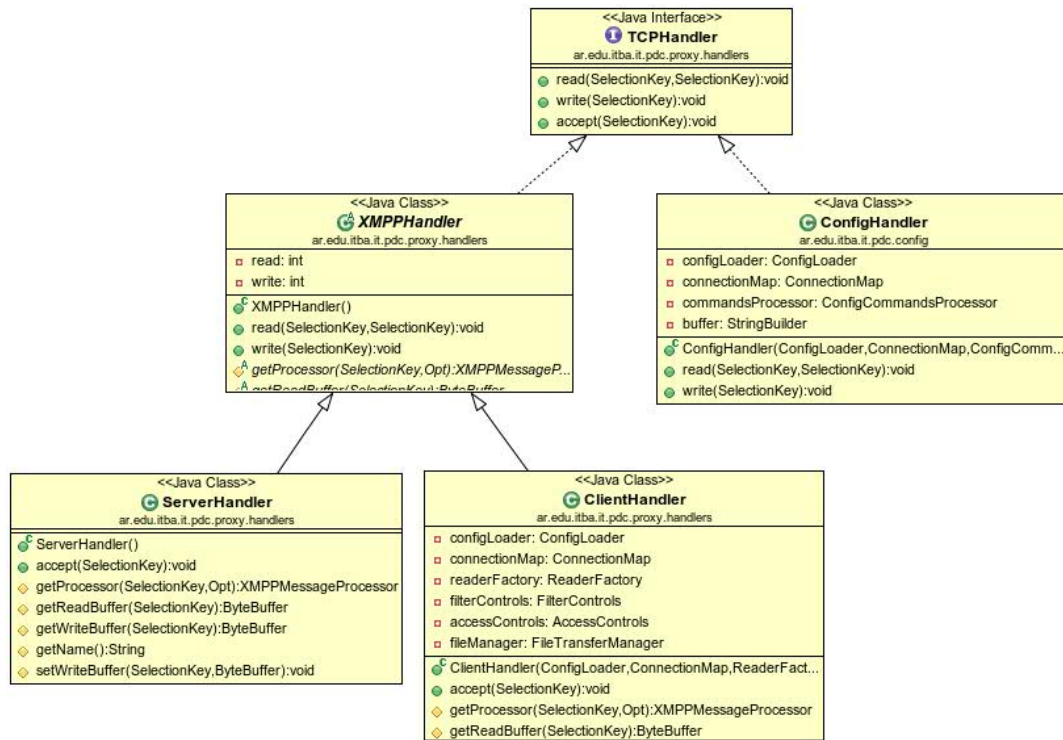 <<Java Interface>>
TCPHandler
ar.edu.itba.it.pdc.proxy.handlers
read(SelectionKey,SelectionKey):void
write(SelectionKey):void
accept(SelectionKey):void
<<Java Class>>
XMPPHandler
ar.edu.itba.it.pdc.proxy.handlers
read: int
write: int
XMPPHandler()
read(SelectionKey,SelectionKey):void
write(SelectionKey):void
getProcessor(SelectionKey,Opt):XMPPMessageP...
getReadBuffer(SelectionKey):ByteBuffer
<<Java Class>>
ConfigHandler
ar.edu.itba.it.pdc.config
configLoader: ConfigLoader
connectionMap: ConnectionMap
commandsProcessor: ConfigCommandsProcessor
buffer: StringBuilder
ConfigHandler(ConfigLoader,ConnectionMap,ConfigComm...
read(SelectionKey,SelectionKey):void
write(SelectionKey):void
<<Java Class>>
ServerHandler
ar.edu.itba.it.pdc.proxy.handlers
ServerHandler()
accept(SelectionKey):void
getProcessor(SelectionKey,Opt):XMPPMessageProcessor
getReadBuffer(SelectionKey):ByteBuffer
getWriteBuffer(SelectionKey):ByteBuffer
getName():String
setWriteBuffer(SelectionKey,ByteBuffer):void
<<Java Class>>
ClientHandler
ar.edu.itba.it.pdc.proxy.handlers
configLoader: ConfigLoader
connectionMap: ConnectionMap
readerFactory: ReaderFactory
filterControls: FilterControls
accessControls: AccessControls
fileManager: FileTransferManager
ClientHandler(ConfigLoader,ConnectionMap,ReaderFact...
accept(SelectionKey):void
getProcessor(SelectionKey,Opt):XMPPMessageProcessor
getReadBuffer(SelectionKey):ByteBuffer